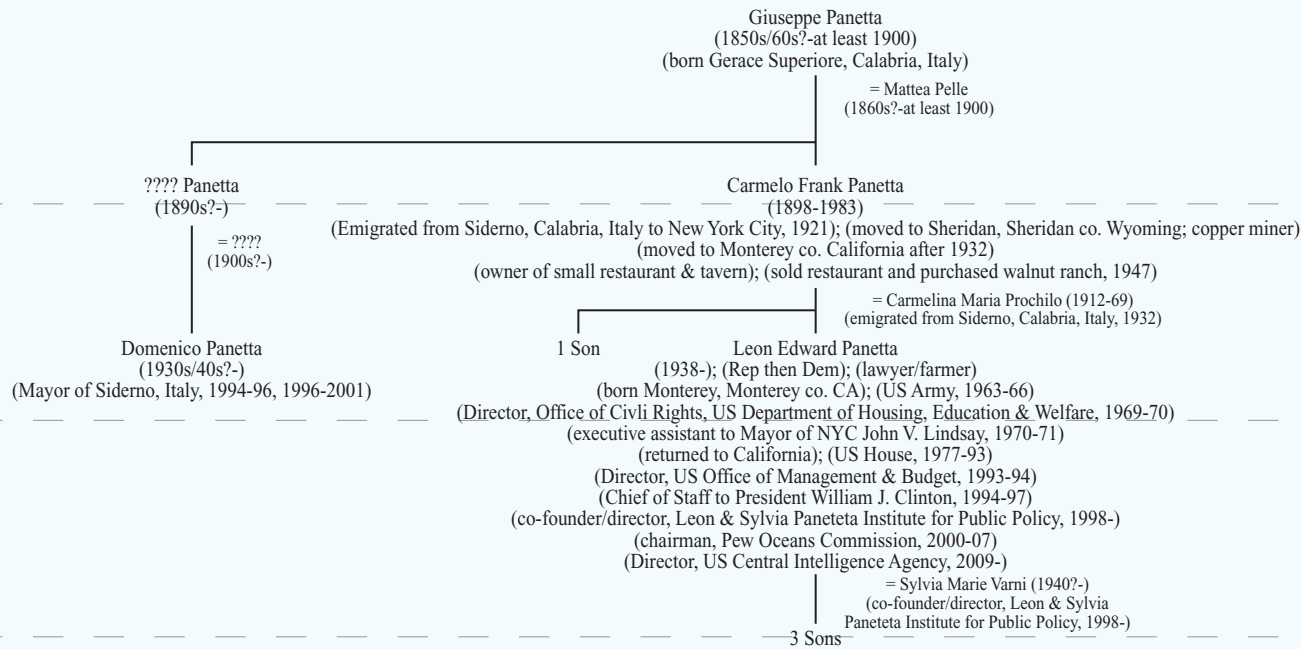 Giuseppe Panetta
(1850s/60s?-at least 1900)
(born Gerace Superiore, Calabria, Italy)
= Mattea Pelle
(1860s?-at least 1900)
???? Panetta
(1890s?-)
= ????
(1900s?-)
Domenico Panetta
(1930s/40s?-)
(Mayor of Siderno, Italy, 1994-96, 1996-2001)
Carmelo Frank Panetta
(1898-1983)
(Emigrated from Siderno, Calabria, Italy to New York City, 1921); (moved to Sheridan, Sheridan co. Wyoming; copper miner)
(moved to Monterey co. California after 1932)
(owner of small restaurant & tavern); (sold restaurant and purchased walnut ranch, 1947)
= Carmelina Maria Prochilo (1912-69)
(emigrated from Siderno, Calabria, Italy, 1932)
1 Son
Leon Edward Panetta
(1938-); (Rep then Dem); (lawyer/farmer)
(born Monterey, Monterey co. CA); (US Army, 1963-66)
(Director, Office of Civli Rights, US Department of Housing, Education & Welfare, 1969-70)
(executive assistant to Mayor of NYC John V. Lindsay, 1970-71)
(returned to California); (US House, 1977-93)
(Director, US Office of Management & Budget, 1993-94)
(Chief of Staff to President William J. Clinton, 1994-97)
(co-founder/director, Leon & Sylvia Paneteta Institute for Public Policy, 1998-)
(chairman, Pew Oceans Commission, 2000-07)
(Director, US Central Intelligence Agency, 2009-)
= Sylvia Marie Varni (1940?-)
(co-founder/director, Leon & Sylvia
Paneteta Institute for Public Policy, 1998-)
3 Sons